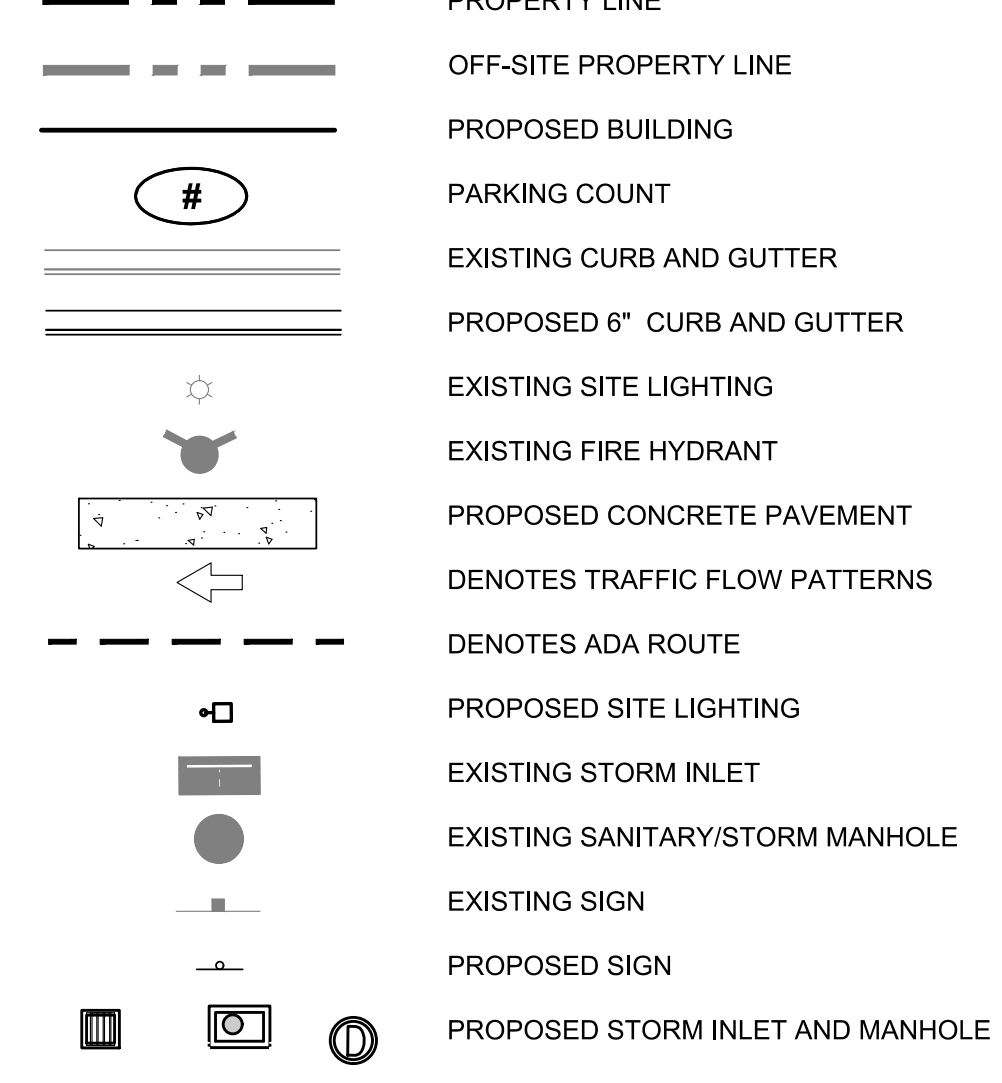 PROPERTY LINE
OFF-SITE PROPERTY LINE
PROPOSED BUILDING
# PARKING COUNT
EXISTING CURB AND GUTTER
PROPOSED 6" CURB AND GUTTER
EXISTING SITE LIGHTING
EXISTING FIRE HYDRANT
PROPOSED CONCRETE PAVEMENT
DENOTES TRAFFIC FLOW PATTERNS
DENOTES ADA ROUTE
PROPOSED SITE LIGHTING
EXISTING STORM INLET
EXISTING SANITARY/STORM MANHOLE
EXISTING SIGN
PROPOSED SIGN
D PROPOSED STORM INLET AND MANHOLE